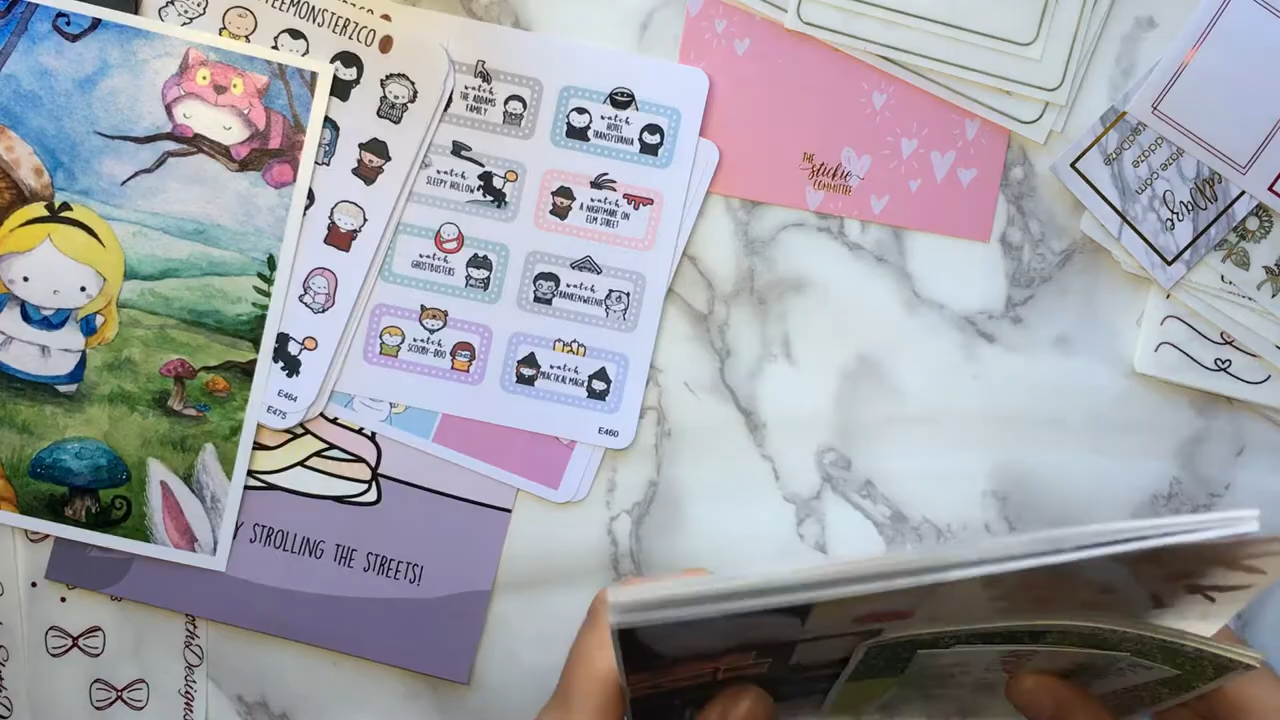 TEEMONSTERZCO
watch
THE ADDAMS
FAMILY
watch
HOTEL
TRANSYLVANIA
watch
SLEEPY HOLLOW
watch
A NIGHTMARE ON
ELM STREET
watch
GHOSTBUSTERS
watch
FRANKENWEENIE
watch
SCOOBY-DOO
watch
PRACTICAL MAGIC
E464
E475
E460
THE
stickie
COMMITTEE
Y STROLLING THE STREETS!